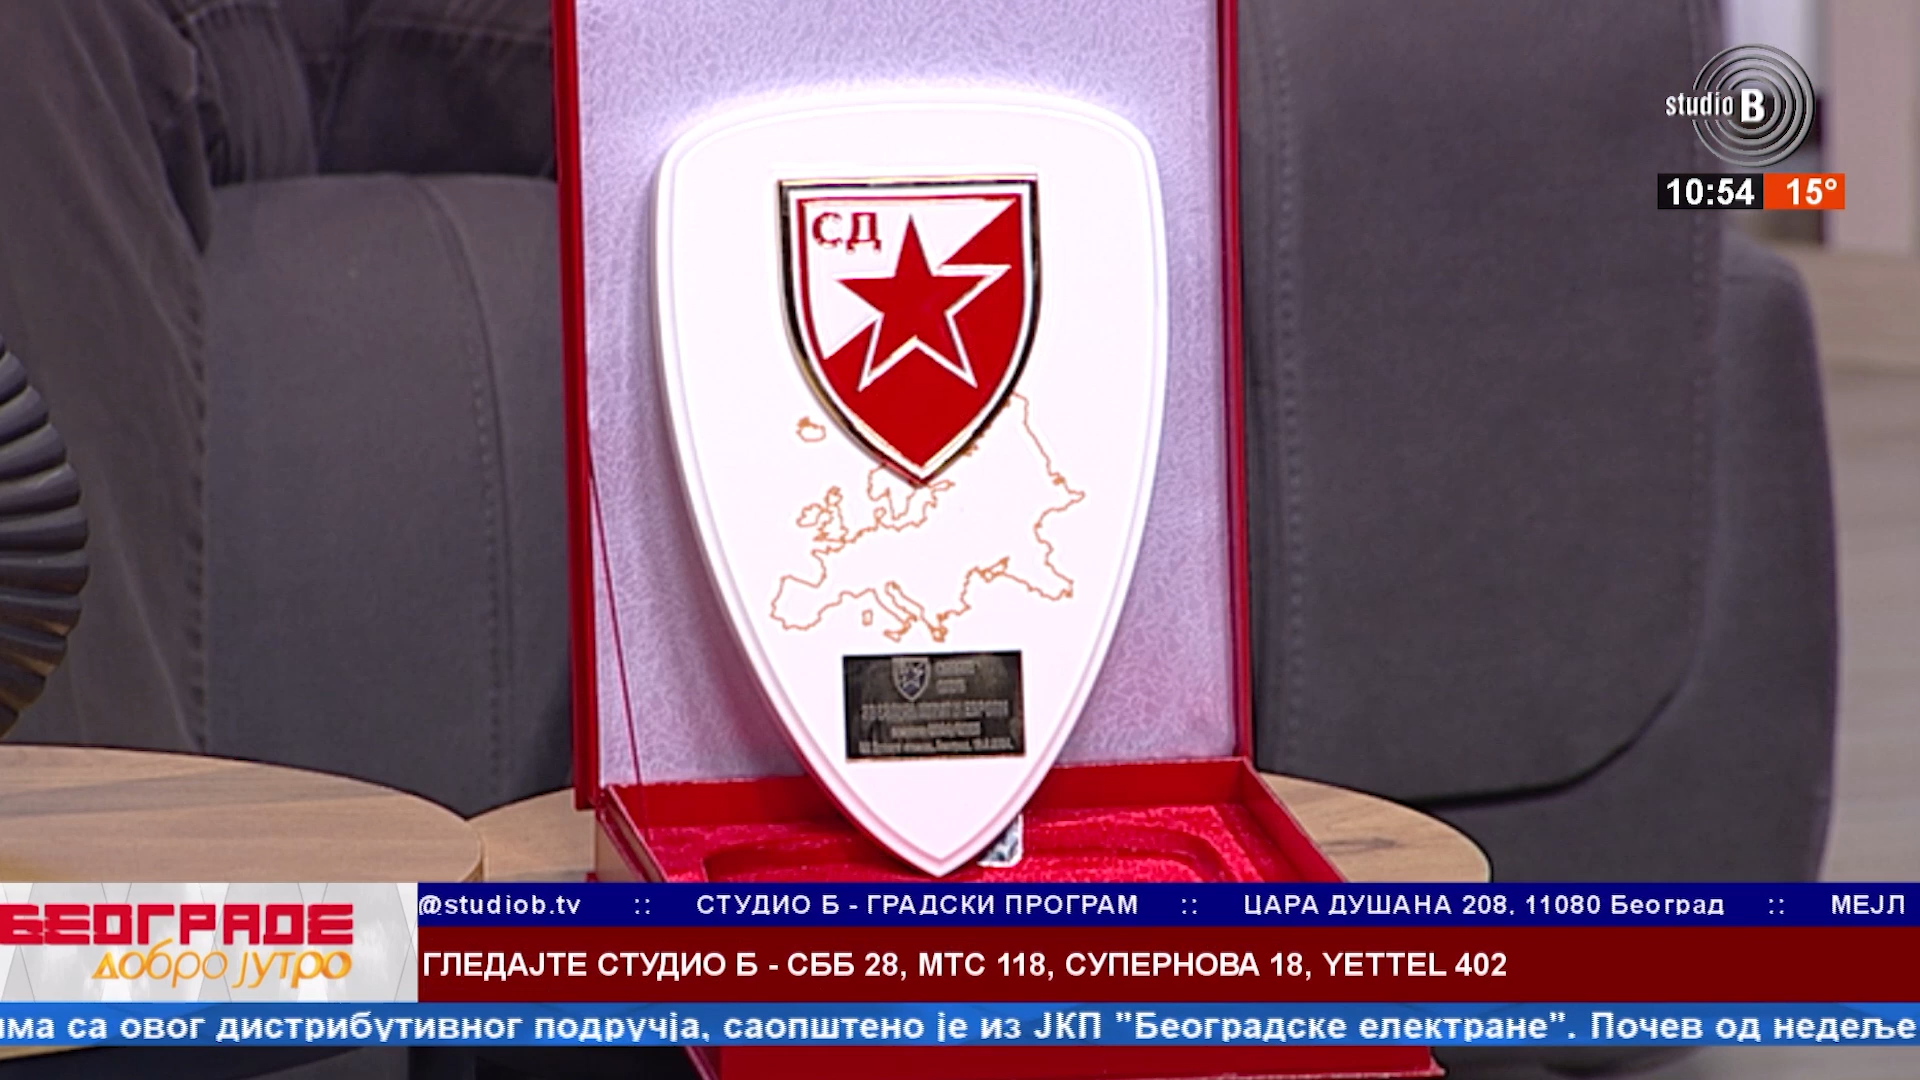 studio B
10:54 15°
СД
@studiob.tv :: СТУДИО Б - ГРАДСКИ ПРОГРАМ :: ЦАРА ДУШАНА 208, 11080 Београд :: МЕЈЛ
БЕОГРАДЕ
добро јутро
ГЛЕДАЈТЕ СТУДИО Б - СББ 28, МТС 118, СУПЕРНОВА 18, YETTEL 402
са овог дистрибутивног подручја, саопштено је из ЈКП "Београдске електране". Почев од недеље